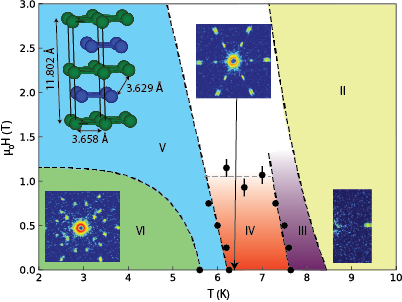 3.0
2.5
2.0
1.5
1.0
0.5
0.0
μ₀H (T)
11.802 Å
3.629 Å
3.658 Å
V
II
VI
IV
III
2 3 4 5 6 7 8 9 10
T (K)